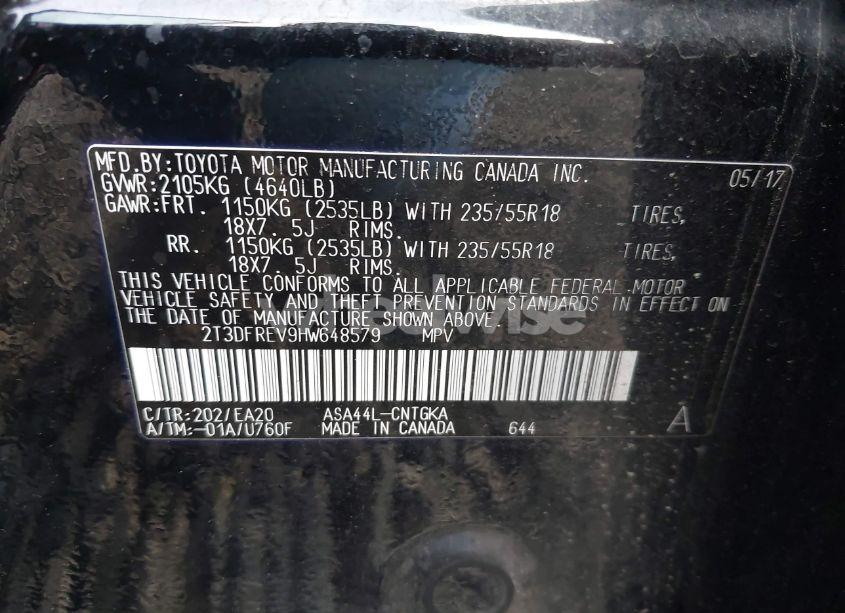 MFD.BY:TOYOTA MOTOR MANUFACTURING CANADA INC. 05/17
GVWR:2105KG (4640LB)
GAWR:FRT. 1150KG (2535LB) WITH 235/55R18 TIRES,
18X7. 5J RIMS.
RR. 1150KG (2535LB) WITH 235/55R18 TIRES,
18X7. 5J RIMS.
THIS VEHICLE CONFORMS TO ALL APPLICABLE FEDERAL MOTOR
VEHICLE SAFETY AND THEFT PREVENTION STANDARDS IN EFFECT ON
THE DATE OF MANUFACTURE SHOWN ABOVE.
2T3DFREV9HW648579 MPV
C/TR:202/EA20 ASA44L-CNTGKA A
A/TM:-01A/U760F MADE IN CANADA 644